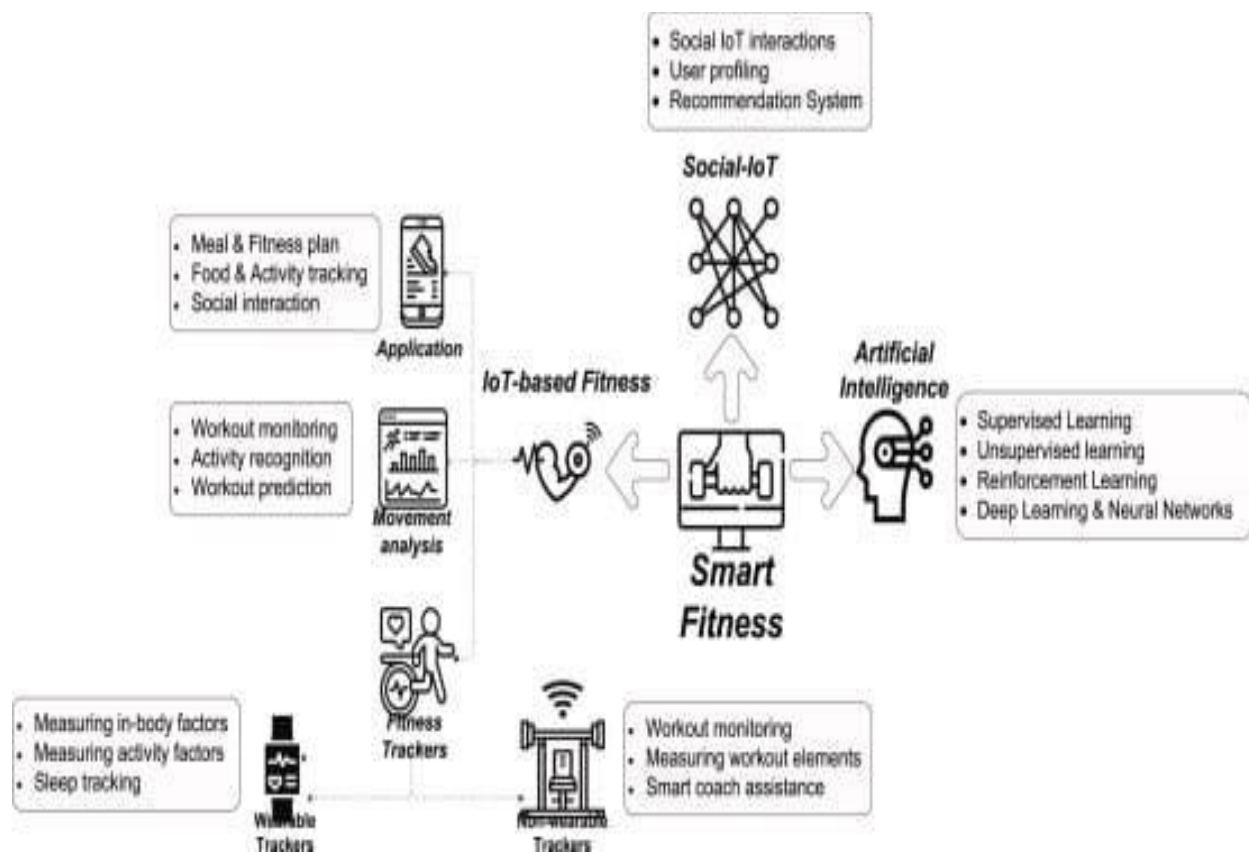 • Social IoT interactions
• User profiling
• Recommendation System
Social-IoT
• Meal & Fitness plan
• Food & Activity tracking
• Social interaction
Application
IoT-based Fitness
Artificial
Intelligence
• Supervised Learning
• Unsupervised learning
• Reinforcement Learning
• Deep Learning & Neural Networks
• Workout monitoring
• Activity recognition
• Workout prediction
Movement
analysis
Smart
Fitness
Fitness
Trackers
• Measuring in-body factors
• Measuring activity factors
• Sleep tracking
Wearable
Trackers
Non-wearable
Trackers
• Workout monitoring
• Measuring workout elements
• Smart coach assistance